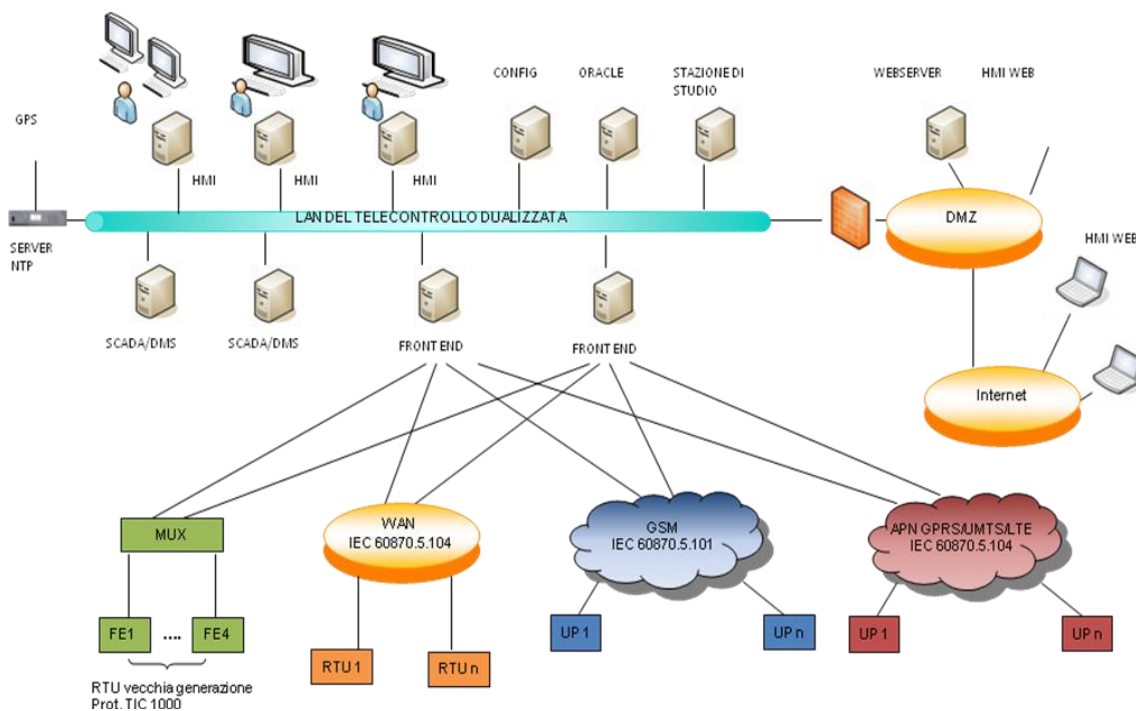 CONFIG
ORACLE
STAZIONE DI
STUDIO
WEBSERVER
HMI WEB
GPS
HMI
HMI
HMI
LAN DEL TELECONTROLLO DUALIZZATA
DMZ
SERVER
NTP
HMI WEB
SCADA/DMS
SCADA/DMS
FRONT END
FRONT END
Internet
MUX
WAN
IEC 60870.5.104
GSM
IEC 60870.5.101
APN GPRS/UMTS/LTE
IEC 60870.5.104
FE1
....
FE4
UP 1
UP n
UP 1
UP n
RTU 1
RTU n
RTU vecchia generazione
Prot. TIC 1000